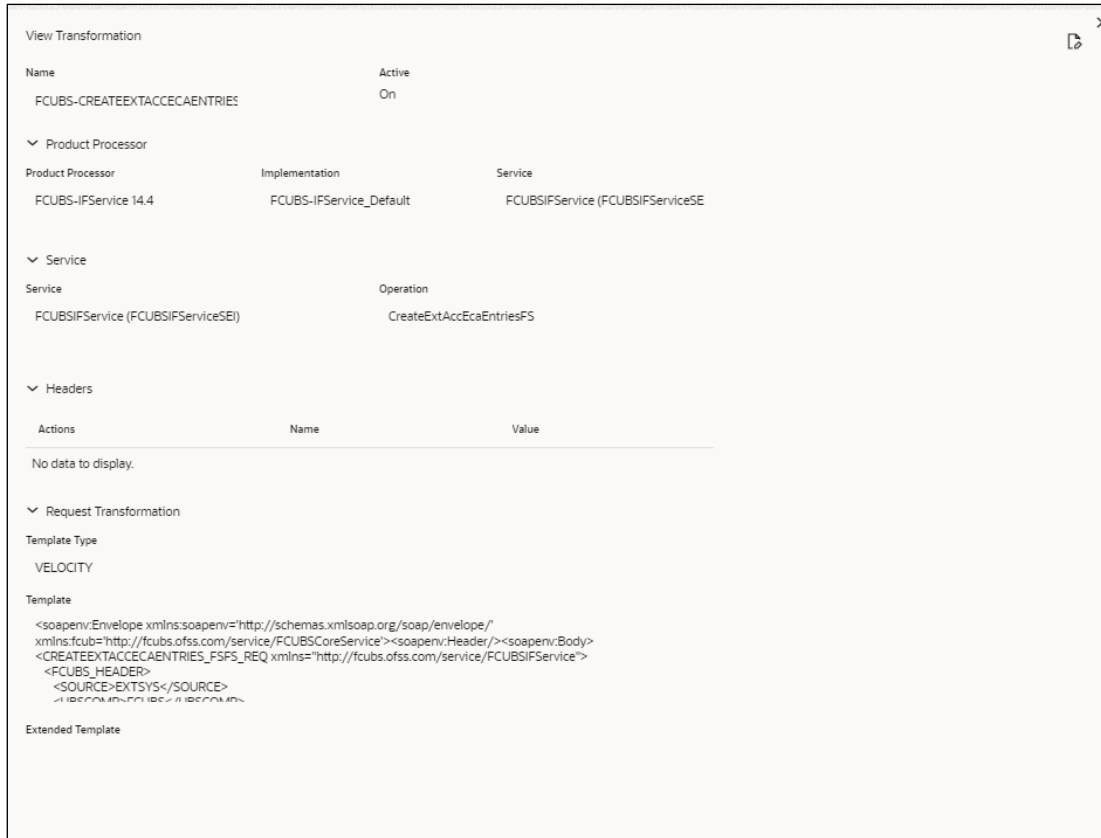 View Transformation
Name Active
FCUBS-CREATEEXTACCECAENTRIES On
Product Processor
Product Processor Implementation Service
FCUBS-IFService 14.4 FCUBS-IFService_Default FCUBSIFService (FCUBSIFServiceSE
Service
Service Operation
FCUBSIFService (FCUBSIFServiceSEI) CreateExtAccEcaEntriesFS
Headers
Actions Name Value
No data to display.
Request Transformation
Template Type
VELOCITY
Template
<soapenv:Envelope xmlns:soapenv='http://schemas.xmlsoap.org/soap/envelope/'
xmlns:fcub='http://fcubs.ofss.com/service/FCUBSCoreService'><soapenv:Header/><soapenv:Body>
<CREATEEXTACCECAENTRIES_FSFS_REQ xmlns="http://fcubs.ofss.com/service/FCUBSIFService">
<FCUBS_HEADER>
<SOURCE>EXTSYS</SOURCE>
<UBSCOMP>FCUBS</UBSCOMP>
Extended Template